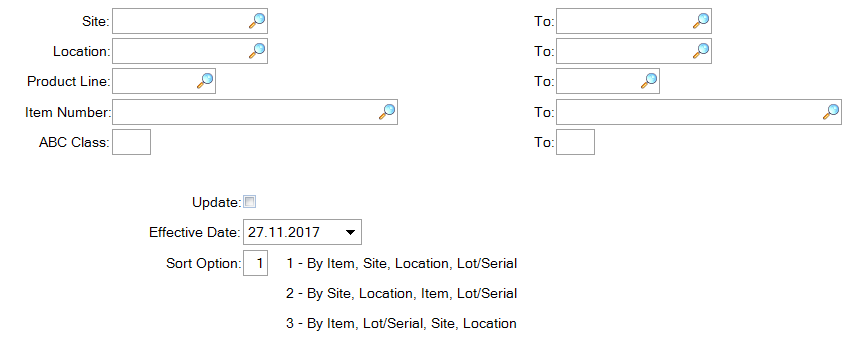 Site: To:
Location: To:
Product Line: To:
Item Number: To:
ABC Class: To:
Update:
Effective Date: 27.11.2017
Sort Option: 1 1 - By Item, Site, Location, Lot/Serial
2 - By Site, Location, Item, Lot/Serial
3 - By Item, Lot/Serial, Site, Location